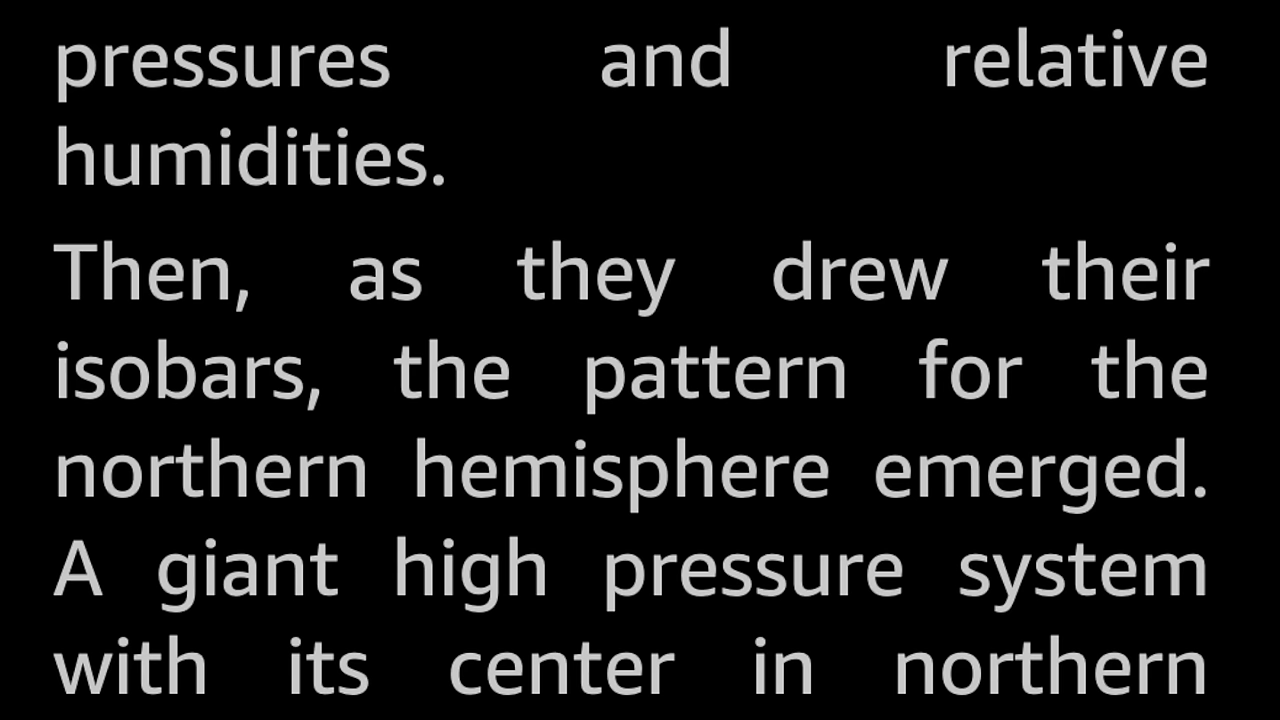 pressures and relative
humidities.
Then, as they drew their
isobars, the pattern for the
northern hemisphere emerged.
A giant high pressure system
with its center in northern